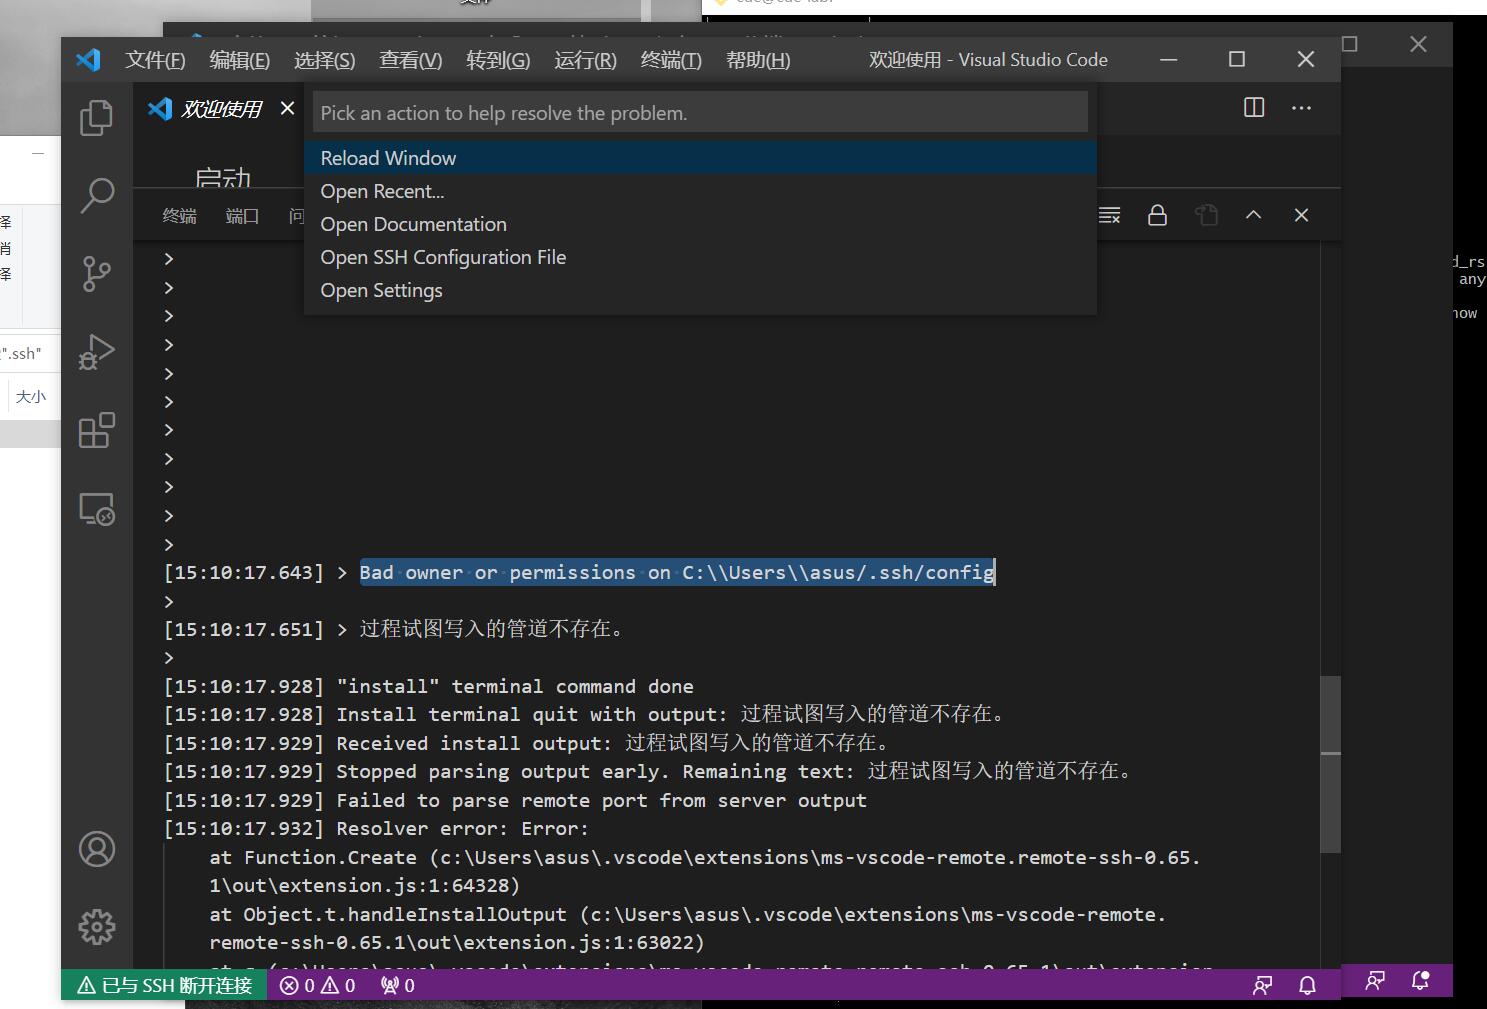 文件(F) 编辑(E) 选择(S) 查看(V) 转到(G) 运行(R) 终端(T) 帮助(H) 欢迎使用 - Visual Studio Code
欢迎使用
Pick an action to help resolve the problem.
Reload Window
Open Recent...
Open Documentation
Open SSH Configuration File
Open Settings
启动
终端 端口 问
择
消
择
".ssh"
大小
>
>
>
>
>
>
>
>
>
>
>
[15:10:17.643] > Bad owner or permissions on C:\\Users\\asus/.ssh/config
>
[15:10:17.651] > 过程试图写入的管道不存在。
>
[15:10:17.928] "install" terminal command done
[15:10:17.928] Install terminal quit with output: 过程试图写入的管道不存在。
[15:10:17.929] Received install output: 过程试图写入的管道不存在。
[15:10:17.929] Stopped parsing output early. Remaining text: 过程试图写入的管道不存在。
[15:10:17.929] Failed to parse remote port from server output
[15:10:17.932] Resolver error: Error:
at Function.Create (c:\Users\asus\.vscode\extensions\ms-vscode-remote.remote-ssh-0.65.
1\out\extension.js:1:64328)
at Object.t.handleInstallOutput (c:\Users\asus\.vscode\extensions\ms-vscode-remote.
remote-ssh-0.65.1\out\extension.js:1:63022)
已与 SSH 断开连接 0 0 0
d_rs
any
now